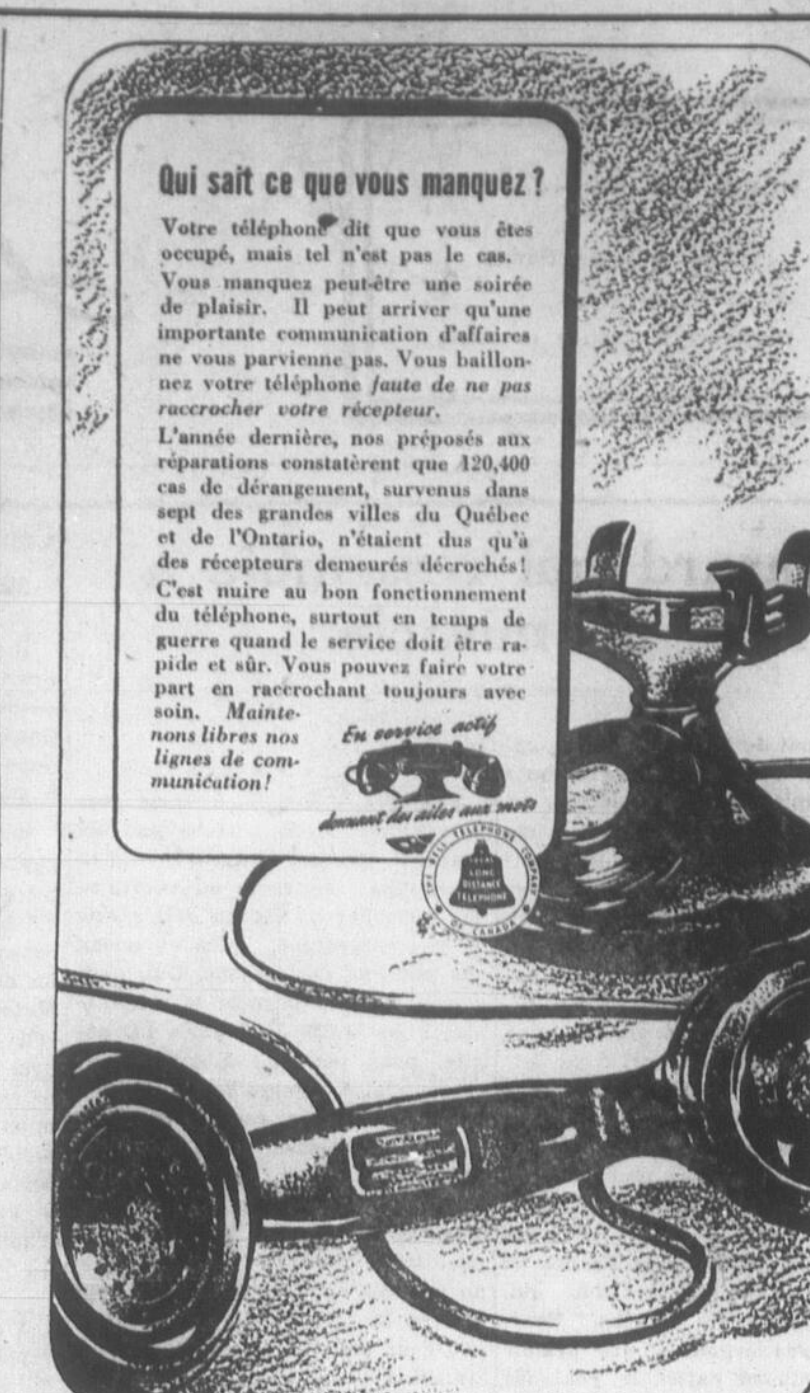 Qui sait ce que vous manquez ?
Votre téléphone dit que vous êtes
occupé, mais tel n'est pas le cas.
Vous manquez peut-être une soirée
de plaisir. Il peut arriver qu'une
importante communication d'affaires
ne vous parvienne pas. Vous baillon-
nez votre téléphone faute de ne pas
raccrocher votre récepteur.
L'année dernière, nos préposés aux
réparations constatèrent que 120,400
cas de dérangement, survenus dans
sept des grandes villes du Québec
et de l'Ontario, n'étaient dus qu'à
des récepteurs demeurés décrochés!
C'est nuire au bon fonctionnement
du téléphone, surtout en temps de
guerre quand le service doit être ra-
pide et sûr. Vous pouvez faire votre
part en raccrochant toujours avec
soin. Mainte-
nons libres nos
lignes de com-
munication!
En service actif
donnant des ailes aux mots
THE BELL TELEPHONE COMPANY
OF CANADA
LOCAL
LONG
DISTANCE
TELEPHONE